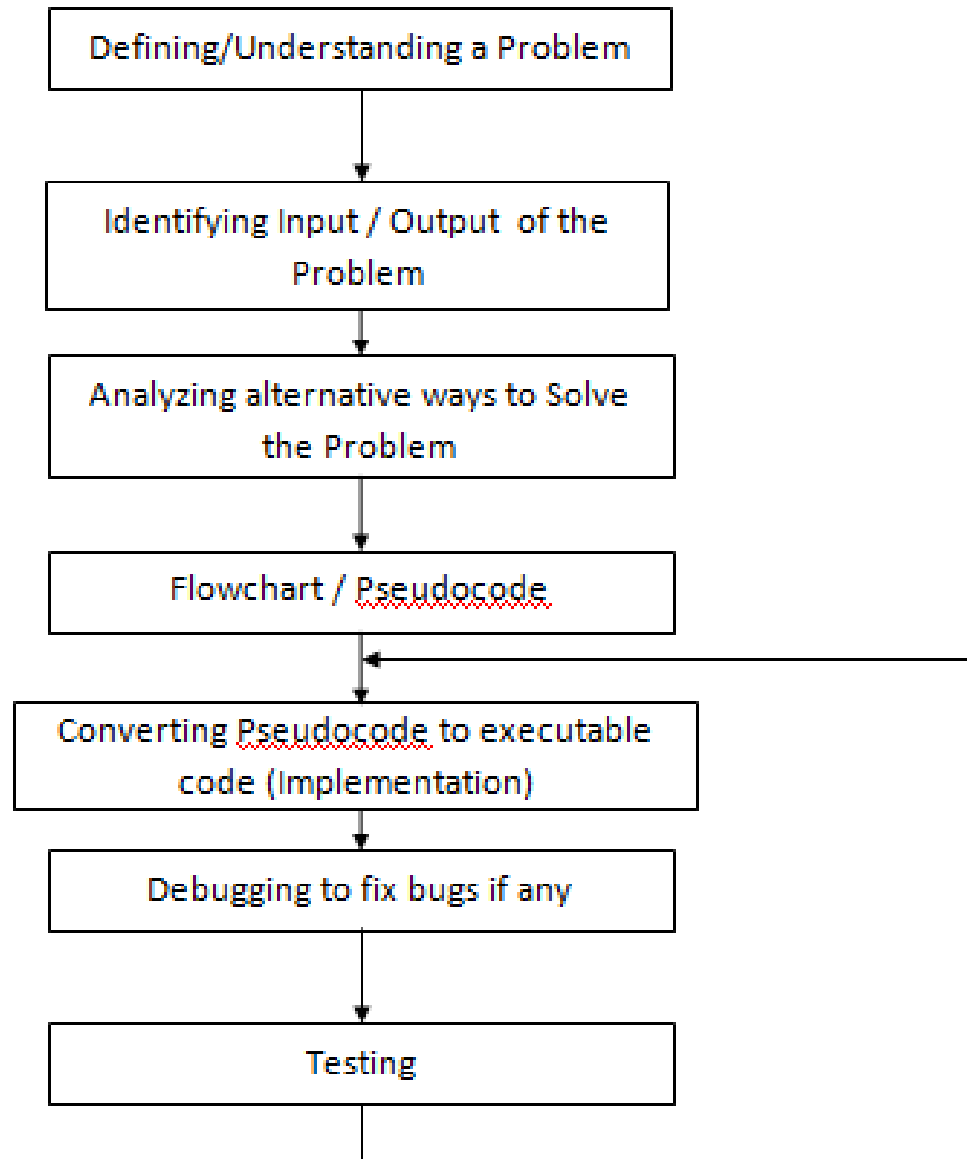 Defining/Understanding a Problem
Identifying Input / Output of the
Problem
Analyzing alternative ways to Solve
the Problem
Flowchart / Pseudocode
Converting Pseudocode to executable
code (Implementation)
Debugging to fix bugs if any
Testing